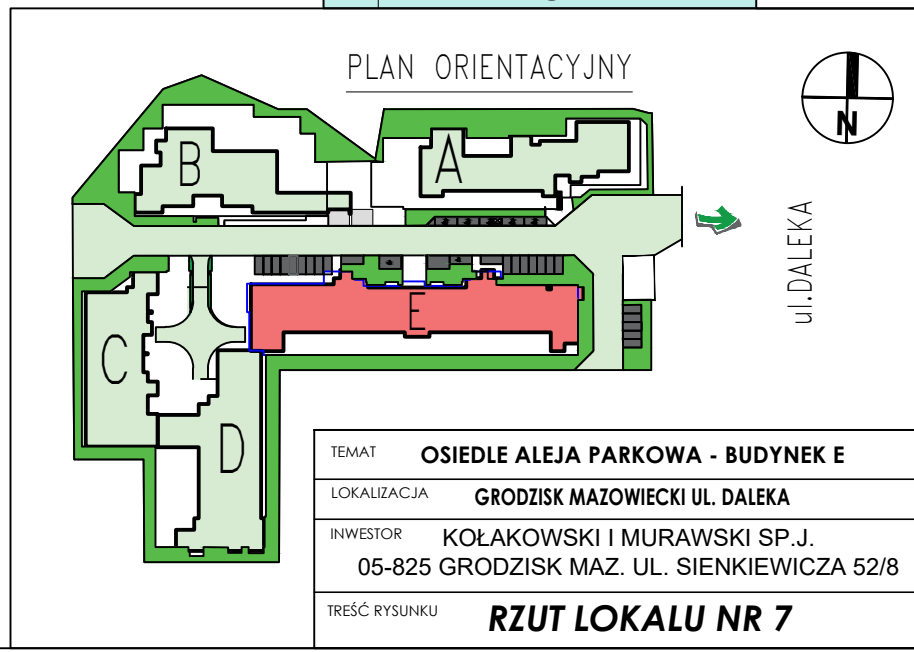 PLAN ORIENTACYJNY
N
B
A
ul.DALEKA
E
C
D
TEMAT OSIEDLE ALEJA PARKOWA - BUDYNEK E
LOKALIZACJA GRODZISK MAZOWIECKI UL. DALEKA
INWESTOR KOŁAKOWSKI I MURAWSKI SP.J.
05-825 GRODZISK MAZ. UL. SIENKIEWICZA 52/8
TREŚĆ RYSUNKU RZUT LOKALU NR 7